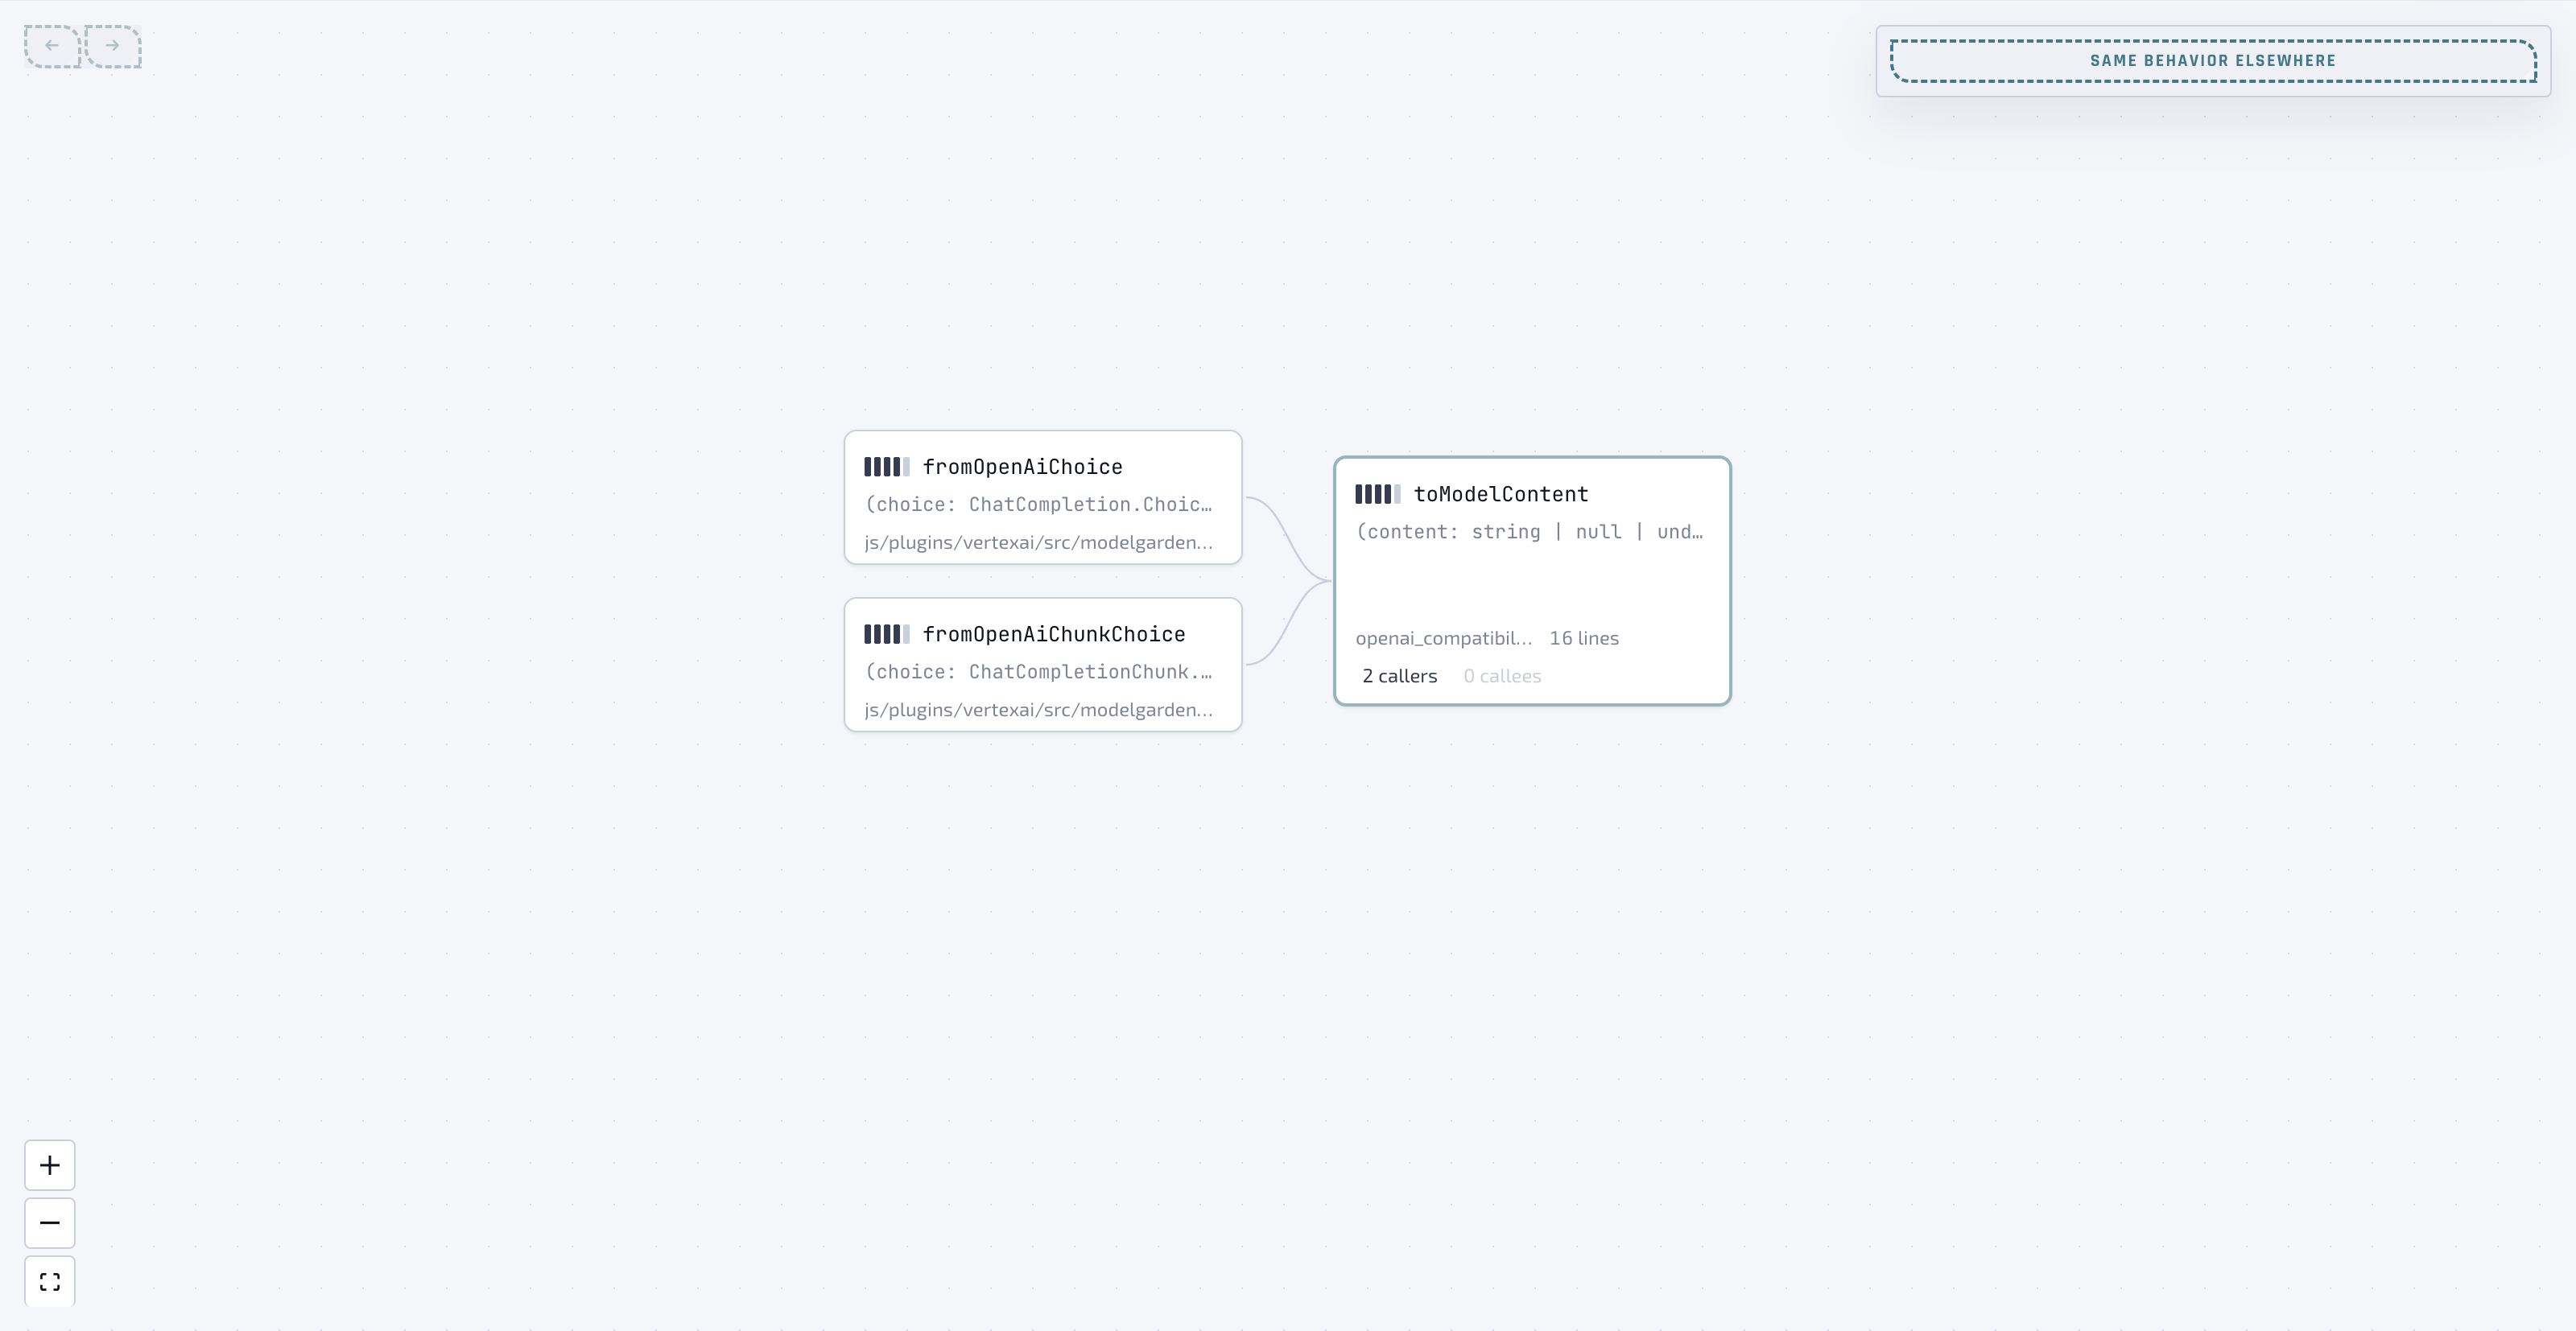 SAME BEHAVIOR ELSEWHERE
fromOpenAiChoice
(choice: ChatCompletion.Choic…
js/plugins/vertexai/src/modelgarden…
fromOpenAiChunkChoice
(choice: ChatCompletionChunk.…
js/plugins/vertexai/src/modelgarden…
toModelContent
(content: string | null | und…
openai_compatibil… 16 lines
2 callers 0 callees